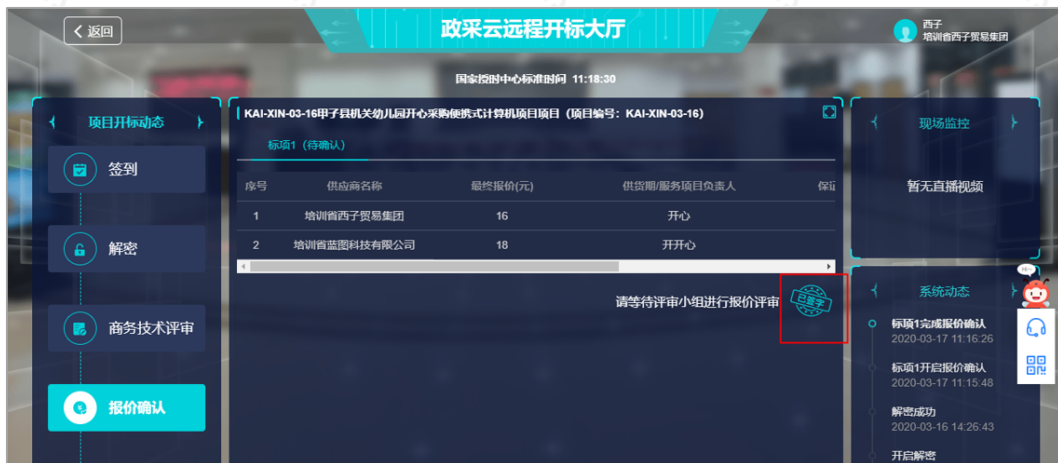 返回
政采云远程开标大厅
西子
培训省西子贸易集团
国家授时中心标准时间 11:18:30
项目开标动态
签到
解密
商务技术评审
报价确认
KAI-XIN-03-16甲子县机关幼儿园开心采购便携式计算机项目项目（项目编号：KAI-XIN-03-16）
标项1（待确认）
序号 供应商名称 最终报价(元) 供货期/服务项目负责人 保证
1 培训省西子贸易集团 16 开心
2 培训省蓝图科技有限公司 18 开开心
请等待评审小组进行报价评审
已签字
现场监控
暂无直播视频
系统动态
标项1完成报价确认
2020-03-17 11:16:26
标项1开启报价确认
2020-03-17 11:15:48
解密成功
2020-03-16 14:26:43
开启解密